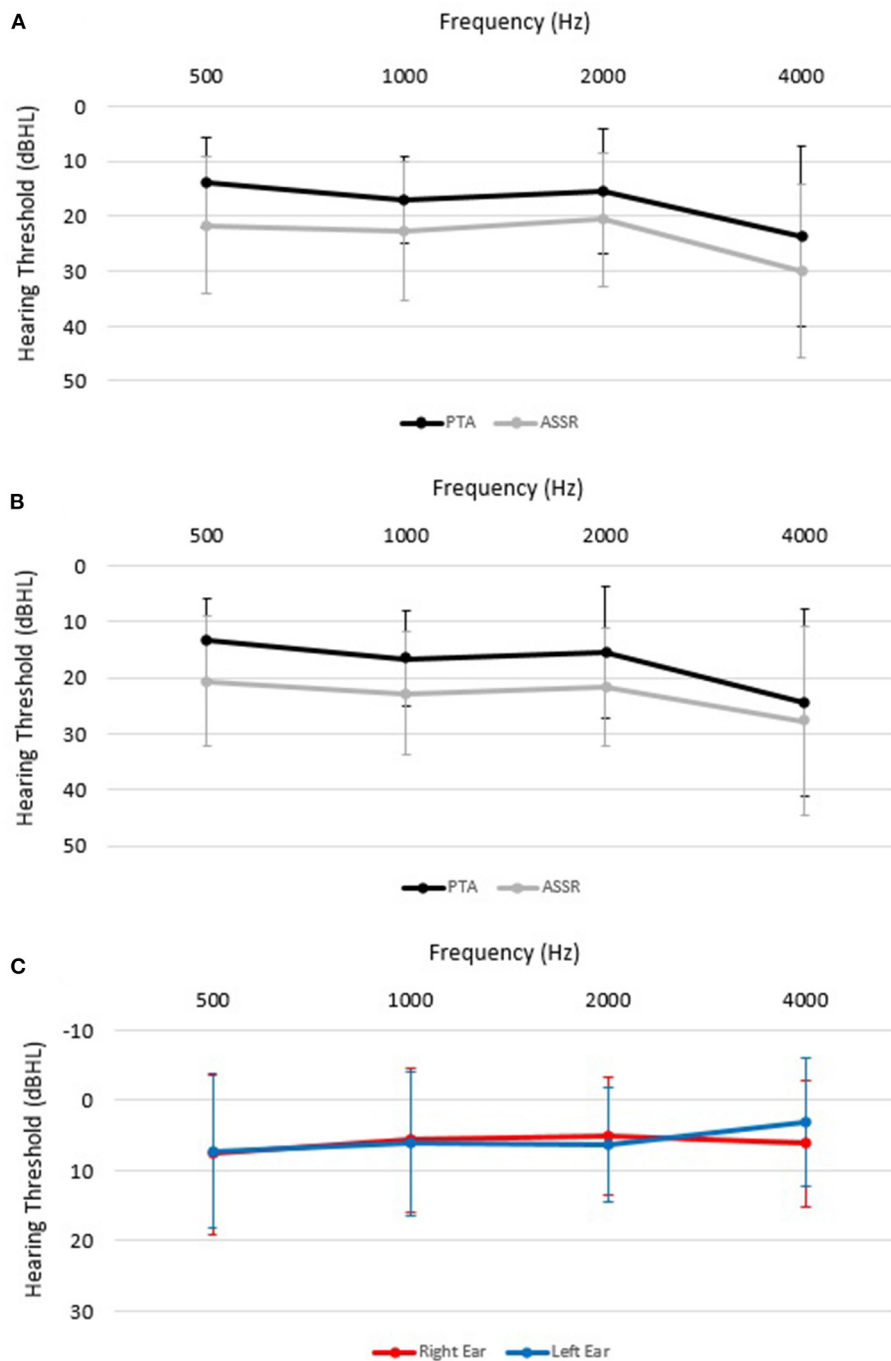 A
Frequency (Hz)
500 1000 2000 4000
Hearing Threshold (dBHL)
0
10
20
30
40
50
PTA ASSR
B
Frequency (Hz)
500 1000 2000 4000
Hearing Threshold (dBHL)
0
10
20
30
40
50
PTA ASSR
C
Frequency (Hz)
500 1000 2000 4000
Hearing Threshold (dBHL)
-10
0
10
20
30
Right Ear Left Ear